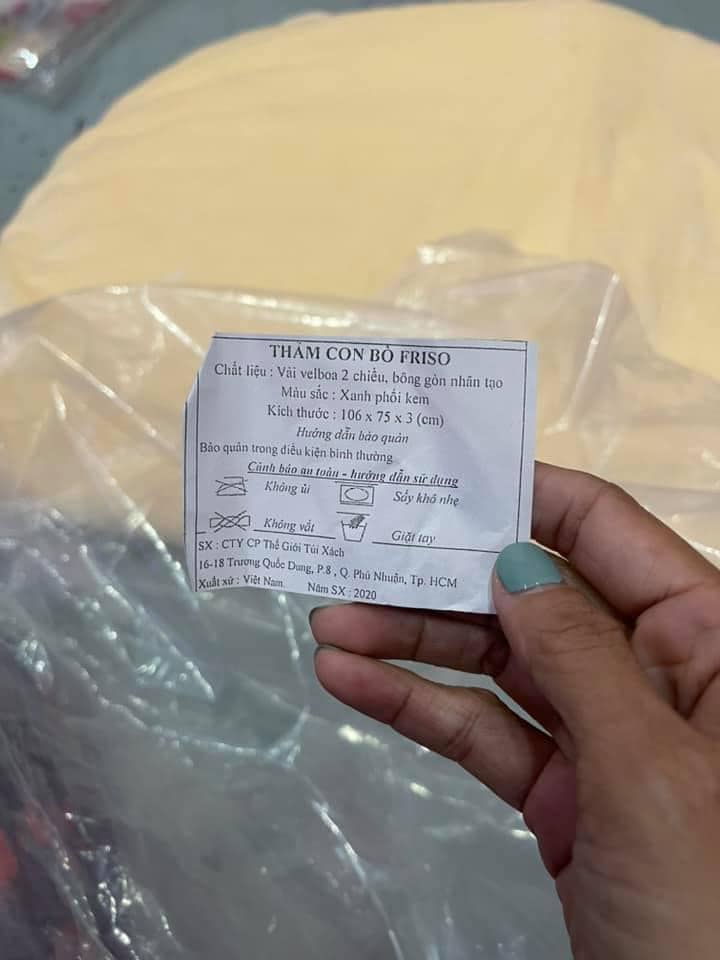 THẢM CON BÒ FRISO
Chất liệu : Vải velboa 2 chiều, bông gòn nhân tạo
Màu sắc : Xanh phối kem
Kích thước : 106 x 75 x 3 (cm)
Hướng dẫn bảo quản
Bảo quản trong điều kiện bình thường
Cảnh báo an toàn - hướng dẫn sử dụng
Không ủi Sấy khô nhẹ
Không vắt Giặt tay
SX : CTY CP Thế Giới Túi Xách
16-18 Trương Quốc Dung, P.8 , Q. Phú Nhuận, Tp. HCM
Xuất xứ : Việt Nam. Năm SX : 2020